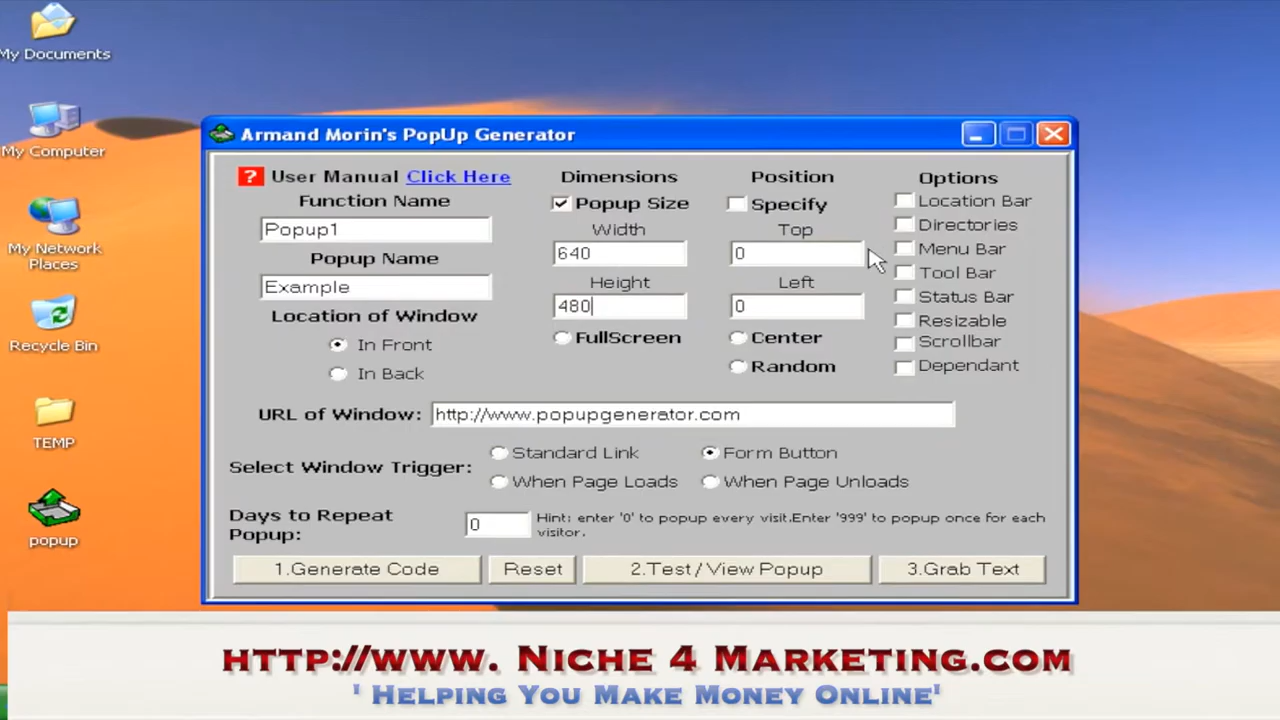 My Documents
My Computer
My Network
Places
Recycle Bin
TEMP
popup
Armand Morin's PopUp Generator
? User Manual Click Here
Function Name
Popup1
Popup Name
Example
Location of Window
In Front
In Back
Dimensions
Popup Size
Width
640
Height
480
FullScreen
Position
Specify
Top
0
Left
0
Center
Random
Options
Location Bar
Directories
Menu Bar
Tool Bar
Status Bar
Resizable
Scrollbar
Dependant
URL of Window: http://www.popupgenerator.com
Select Window Trigger:
Standard Link
Form Button
When Page Loads
When Page Unloads
Days to Repeat
Popup:
0
Hint: enter '0' to popup every visit.Enter '999' to popup once for each
visitor.
1.Generate Code
Reset
2.Test/View Popup
3.Grab Text
HTTP://WWW. NICHE 4 MARKETING.COM
' HELPING YOU MAKE MONEY ONLINE'